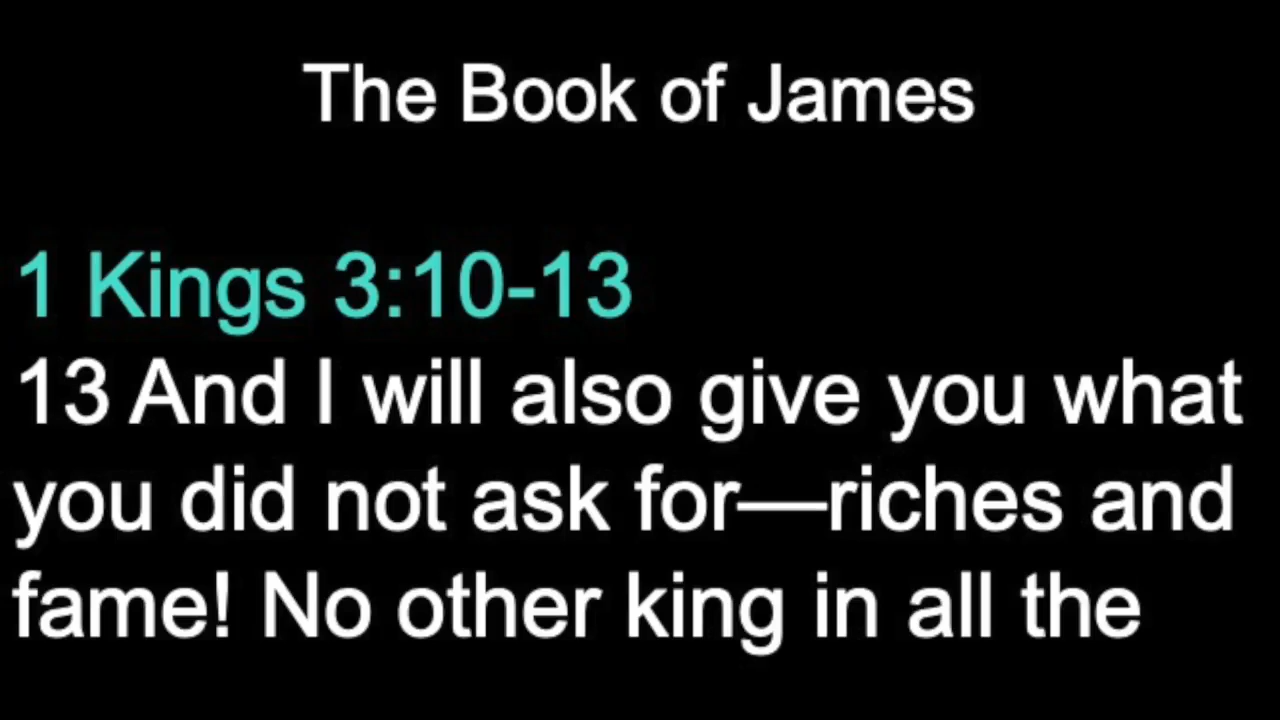 The Book of James
1 Kings 3:10-13
13 And I will also give you what
you did not ask for—riches and
fame! No other king in all the